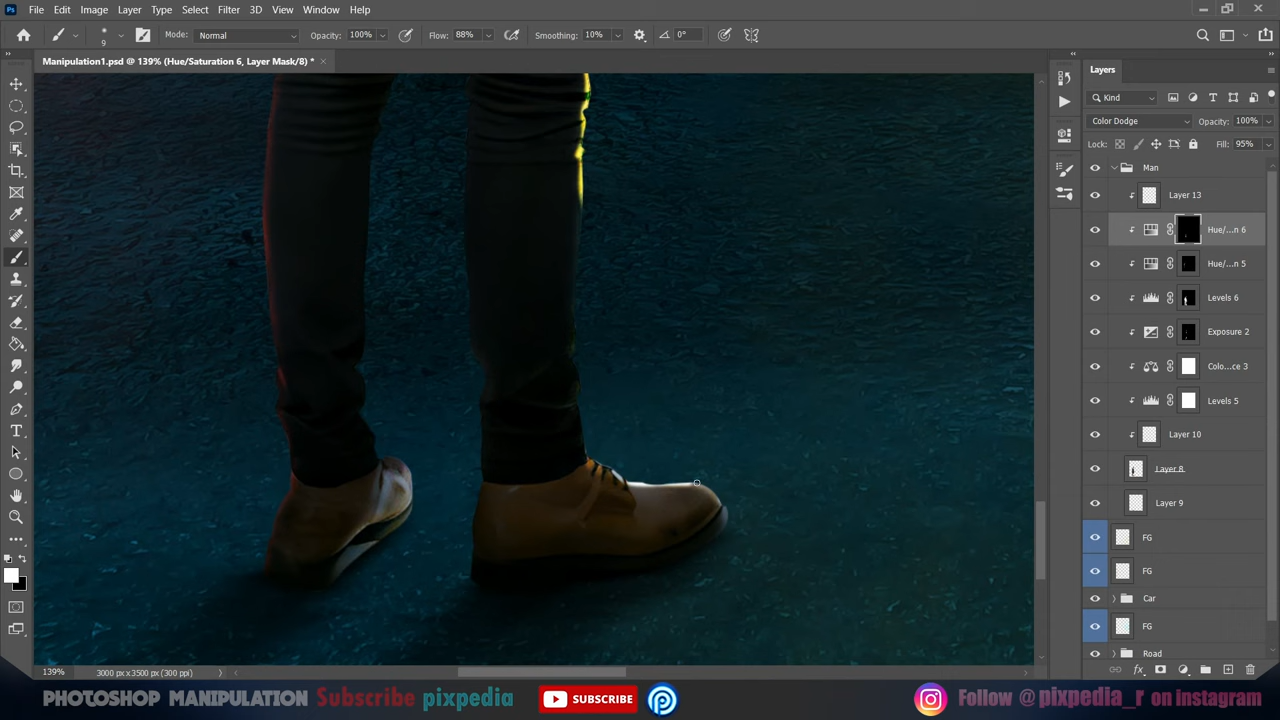 Ps File Edit Image Layer Type Select Filter 3D View Window Help
9 Mode: Normal Opacity: 100% Flow: 88% Smoothing: 10% 0°
Manipulation1.psd @ 139% (Hue/Saturation 6, Layer Mask/8) * ×
Layers
Kind
Color Dodge Opacity: 100%
Lock: Fill: 95%
Man
Layer 13
Hue/...n 6
Hue/...n 5
Levels 6
Exposure 2
Colo...ce 3
Levels 5
Layer 10
Layer 8
Layer 9
FG
FG
Car
FG
Road
139% 3000 px x 3500 px (300 ppi)
PHOTOSHOP MANIPULATION Subscribe pixpedia SUBSCRIBE Follow @pixpedia_r on instagram